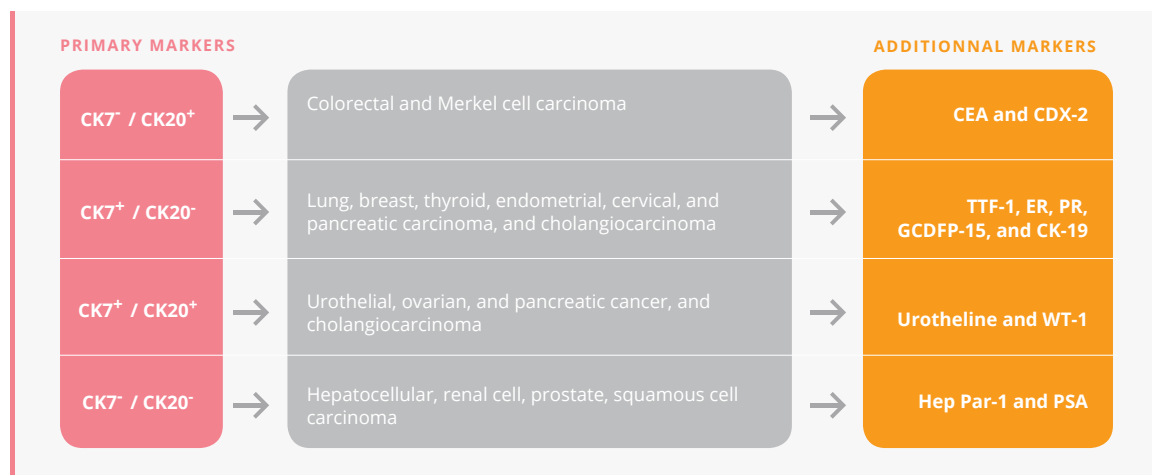 PRIMARY MARKERS
ADDITIONNAL MARKERS
CK7⁻ / CK20⁺
Colorectal and Merkel cell carcinoma
CEA and CDX-2
CK7⁺ / CK20⁻
Lung, breast, thyroid, endometrial, cervical, and
pancreatic carcinoma, and cholangiocarcinoma
TTF-1, ER, PR,
GCDFP-15, and CK-19
CK7⁺ / CK20⁺
Urothelial, ovarian, and pancreatic cancer, and
cholangiocarcinoma
Urotheline and WT-1
CK7⁻ / CK20⁻
Hepatocellular, renal cell, prostate, squamous cell
carcinoma
Hep Par-1 and PSA